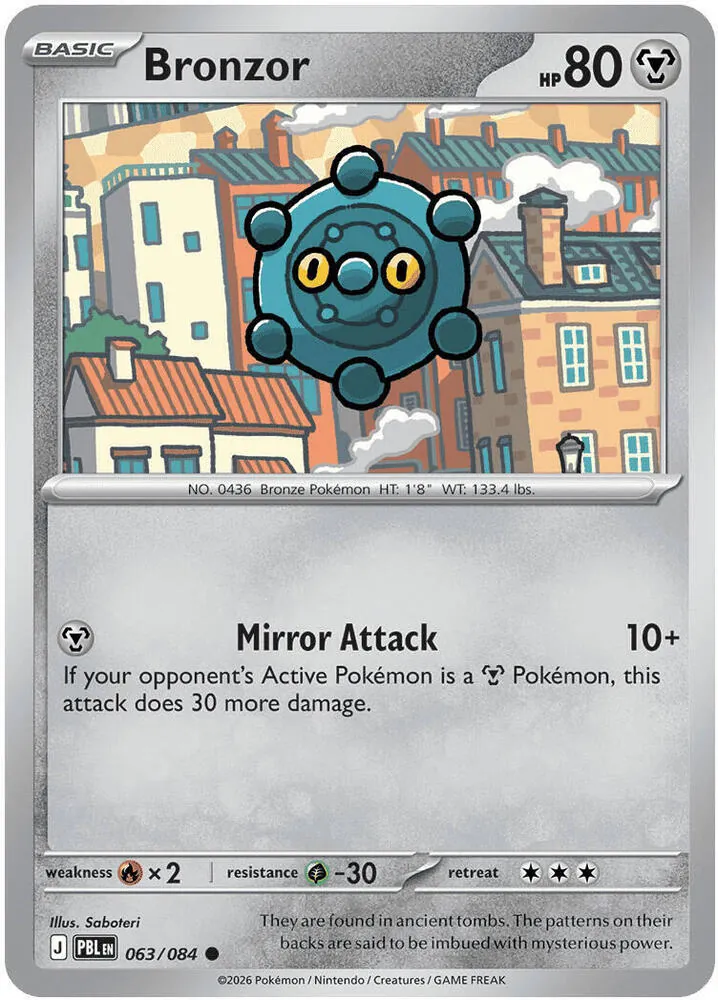 BASIC
Bronzor
HP 80
NO. 0436 Bronze Pokémon HT: 1'8" WT: 133.4 lbs.
Mirror Attack 10+
If your opponent's Active Pokémon is a Pokémon, this
attack does 30 more damage.
weakness ×2 resistance -30 retreat
Illus. Saboteri
They are found in ancient tombs. The patterns on their
backs are said to be imbued with mysterious power.
J PBL EN 063/084
©2026 Pokémon / Nintendo / Creatures / GAME FREAK